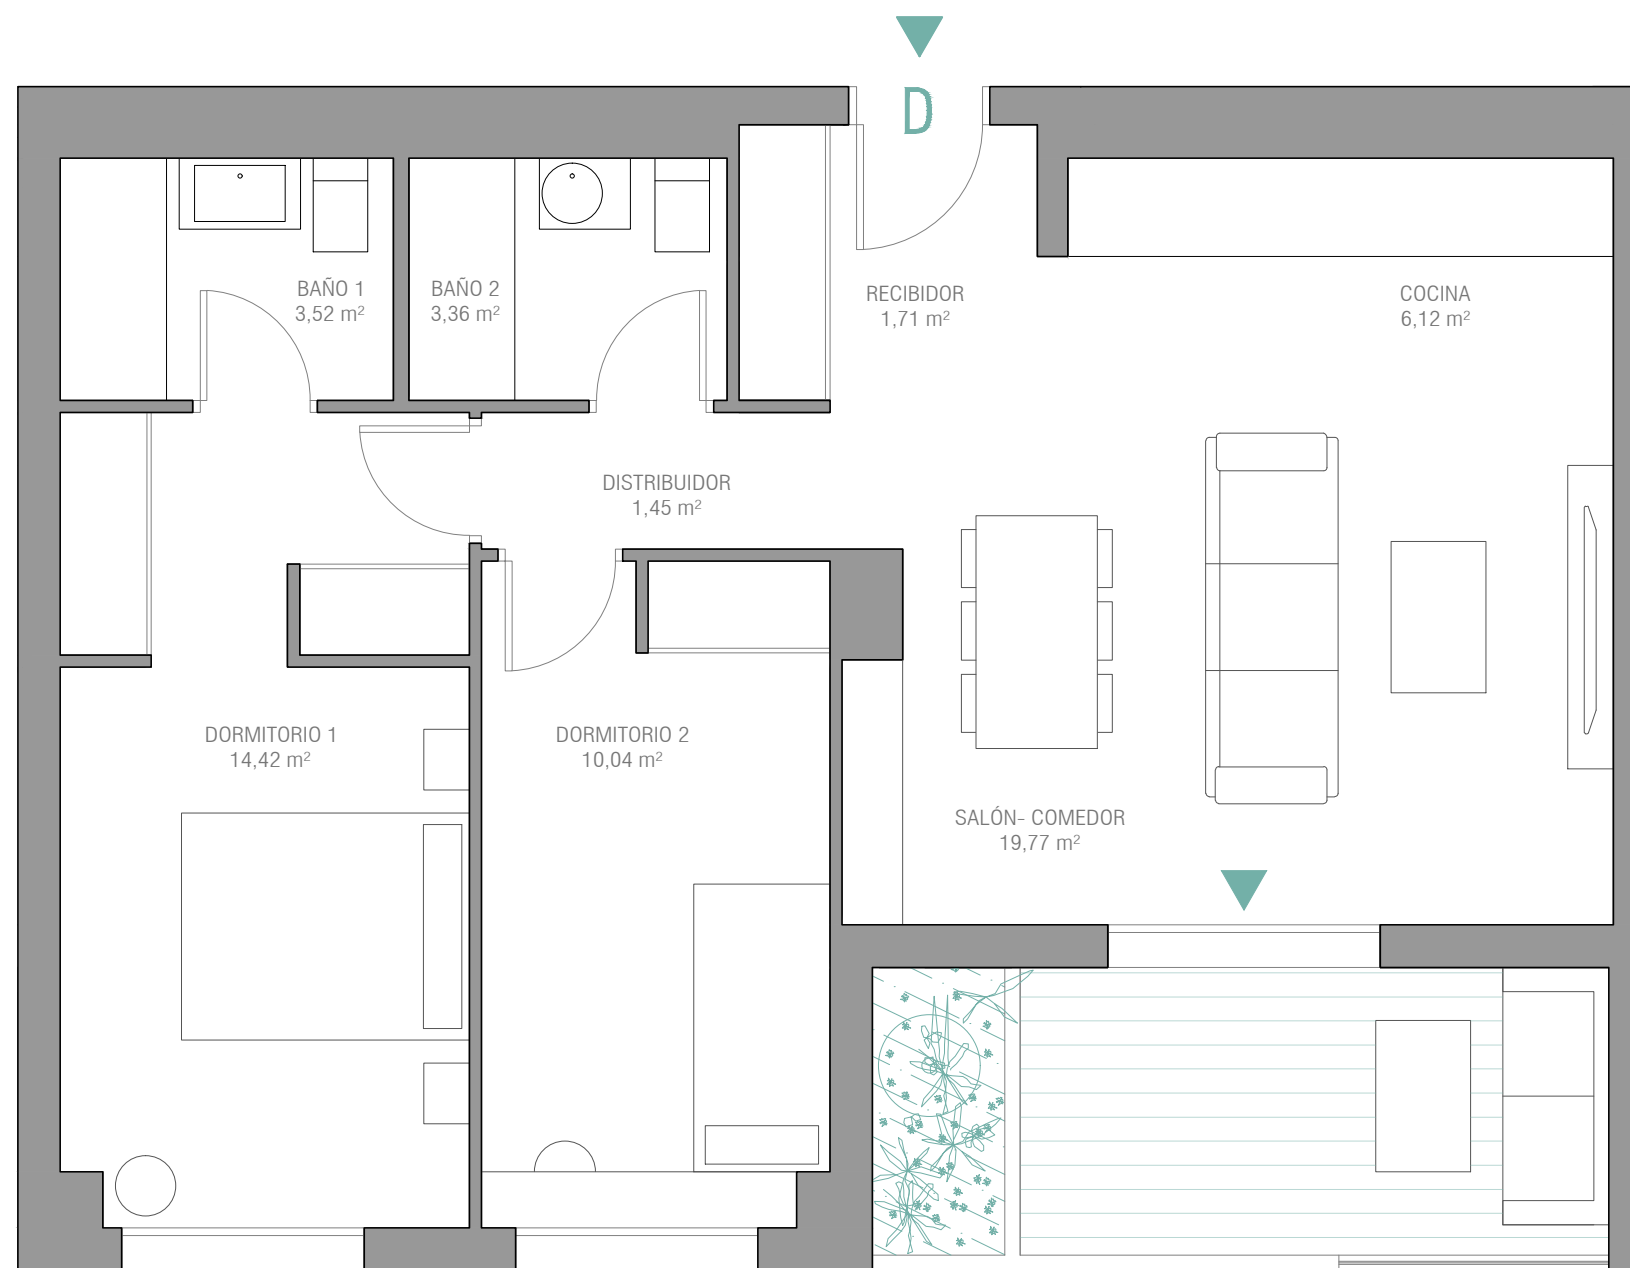 D
BAÑO 1
3,52 m²
BAÑO 2
3,36 m²
RECIBIDOR
1,71 m²
COCINA
6,12 m²
DISTRIBUIDOR
1,45 m²
DORMITORIO 1
14,42 m²
DORMITORIO 2
10,04 m²
SALÓN- COMEDOR
19,77 m²